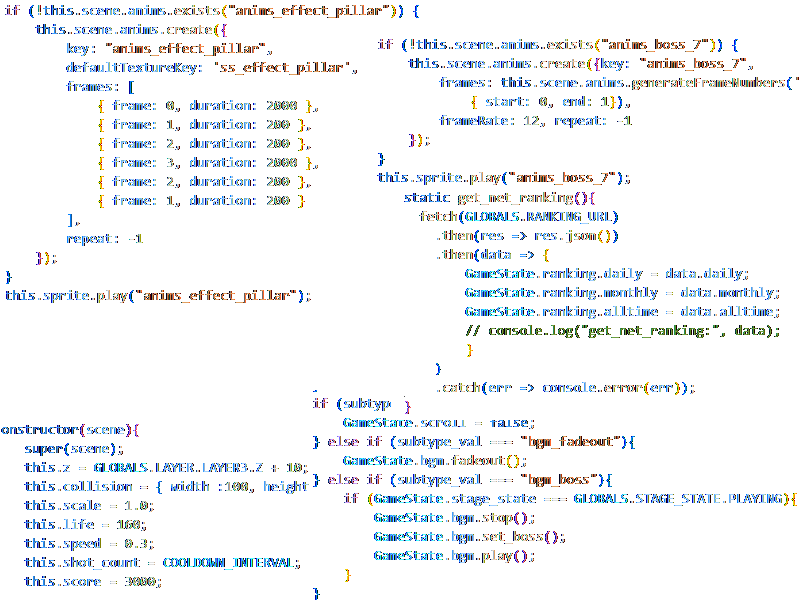 if (!this.scene.anims.exists("anims_effect_pillar")) {
this.scene.anims.create({
key: "anims_effect_pillar",
defaultTextureKey: 'ss_effect_pillar',
frames: [
{ frame: 0, duration: 2000 },
{ frame: 1, duration: 200 },
{ frame: 2, duration: 200 },
{ frame: 3, duration: 2000 },
{ frame: 2, duration: 200 },
{ frame: 1, duration: 200 }
],
repeat: -1
});
}
this.sprite.play("anims_effect_pillar");
if (!this.scene.anims.exists("anims_boss_7")) {
this.scene.anims.create({key: "anims_boss_7",
frames: this.scene.anims.generateFrameNumbers("
{ start: 0, end: 1}),
frameRate: 12, repeat: -1
});
}
this.sprite.play("anims_boss_7");
static get_net_ranking(){
fetch(GLOBALS.RANKING_URL)
.then(res => res.json())
.then(data => {
GameState.ranking.daily = data.daily;
GameState.ranking.monthly = data.monthly;
GameState.ranking.alltime = data.alltime;
// console.log("get_net_ranking:", data);
}
)
.catch(err => console.error(err));
}
onstructor(scene){
super(scene);
this.z = GLOBALS.LAYER.LAYER3.Z + 10;
this.collision = { width :100, height
this.scale = 1.0;
this.life = 160;
this.speed = 0.3;
this.shot_count = COOLDOWN_INTERVAL;
this.score = 3000;
if (subtype
GameState.scroll = false;
} else if (subtype_val === "bgm_fadeout"){
GameState.bgm.fadeout();
} else if (subtype_val === "bgm_boss"){
if (GameState.stage_state === GLOBALS.STAGE_STATE.PLAYING){
GameState.bgm.stop();
GameState.bgm.set_boss();
GameState.bgm.play();
}
}